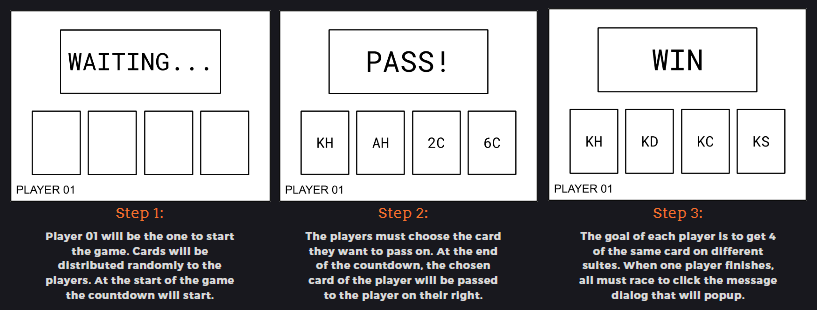 WAITING...
PLAYER 01
Step 1:
Player 01 will be the one to start
the game. Cards will be
distributed randomly to the
players. At the start of the game
the countdown will start.
PASS!
KH AH 2C 6C
PLAYER 01
Step 2:
The players must choose the card
they want to pass on. At the end
of the countdown, the chosen
card of the player will be passed
to the player on their right.
WIN
KH KD KC KS
PLAYER 01
Step 3:
The goal of each player is to get 4
of the same card on different
suites. When one player finishes,
all must race to click the message
dialog that will popup.